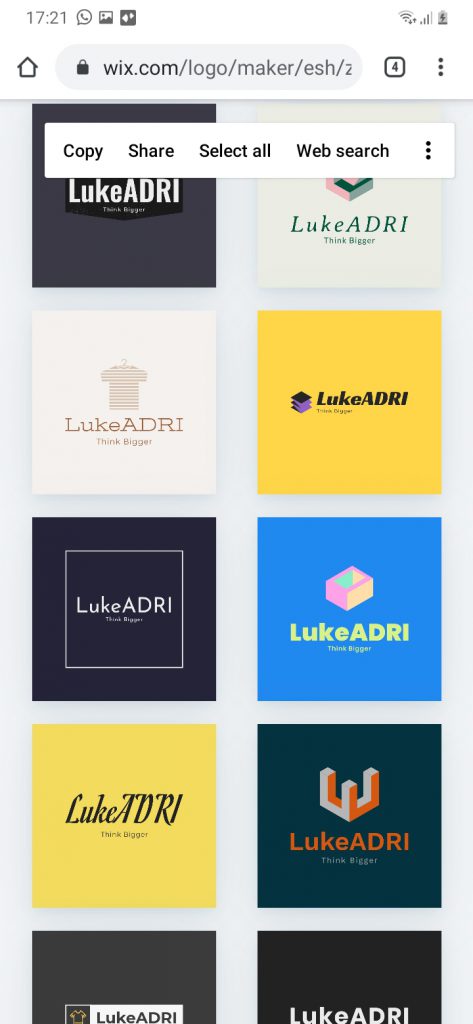 17:21
wix.com/logo/maker/esh/z
4
Copy Share Select all Web search
LukeADRI
Think Bigger
LukeADRI
Think Bigger
LukeADRI
Think Bigger
LukeADRI
Think Bigger
LukeADRI
Think Bigger
LukeADRI
Think Bigger
LukeADRI
Think Bigger
LukeADRI
Think Bigger
LukeADRI
LukeADRI